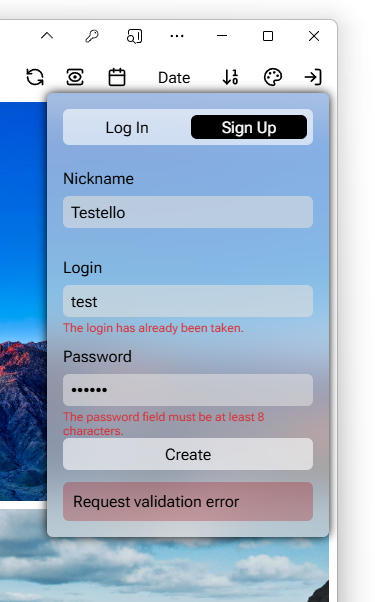 Date
Log In
Sign Up
Nickname
Testello
Login
test
The login has already been taken.
Password
••••••
The password field must be at least 8
characters.
Create
Request validation error